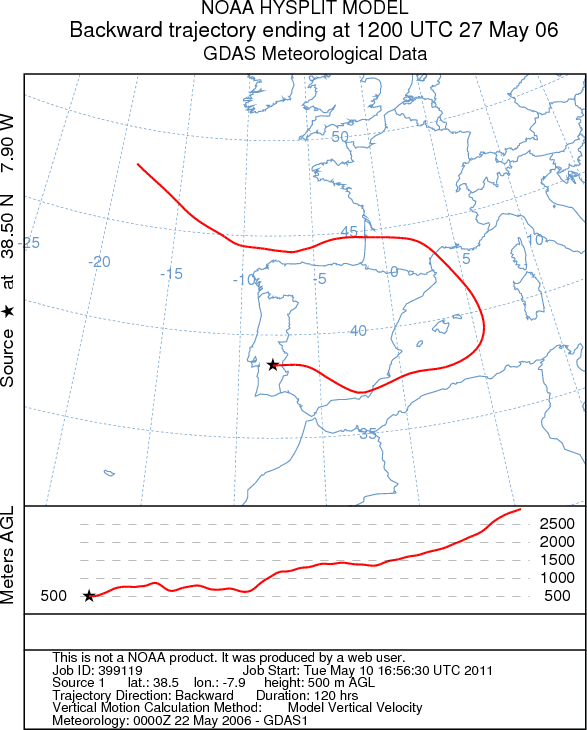 NOAA HYSPLIT MODEL
Backward trajectory ending at 1200 UTC 27 May 06
GDAS Meteorological Data
Source ★ at 38.50 N 7.90 W
50
-25
-20
-15
-10
-5
45
0
5
10
40
35
Meters AGL
500
2500
2000
1500
1000
500
This is not a NOAA product. It was produced by a web user.
Job ID: 399119 Job Start: Tue May 10 16:56:30 UTC 2011
Source 1 lat.: 38.5 lon.: -7.9 height: 500 m AGL
Trajectory Direction: Backward Duration: 120 hrs
Vertical Motion Calculation Method: Model Vertical Velocity
Meteorology: 0000Z 22 May 2006 - GDAS1